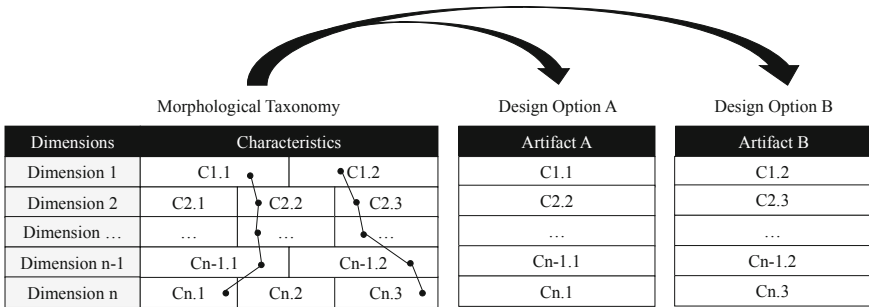 Morphological Taxonomy Design Option A Design Option B
Dimensions Characteristics Artifact A Artifact B
Dimension 1 C1.1 C1.2 C1.1 C1.2
Dimension 2 C2.1 C2.2 C2.3 C2.2 C2.3
Dimension … … … … … …
Dimension n-1 Cn-1.1 Cn-1.2 Cn-1.1 Cn-1.2
Dimension n Cn.1 Cn.2 Cn.3 Cn.1 Cn.3